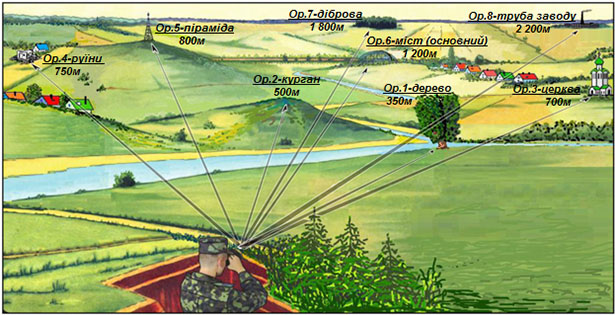 Ор.7-діброва
1 800м
Ор.8-труба заводу
2 200м
Ор.5-піраміда
800м
Ор.6-міст (основний)
1 200м
Ор.4-руїни
750м
Ор.2-курган
500м
Ор.1-дерево
350м
Ор.3-церква
700м